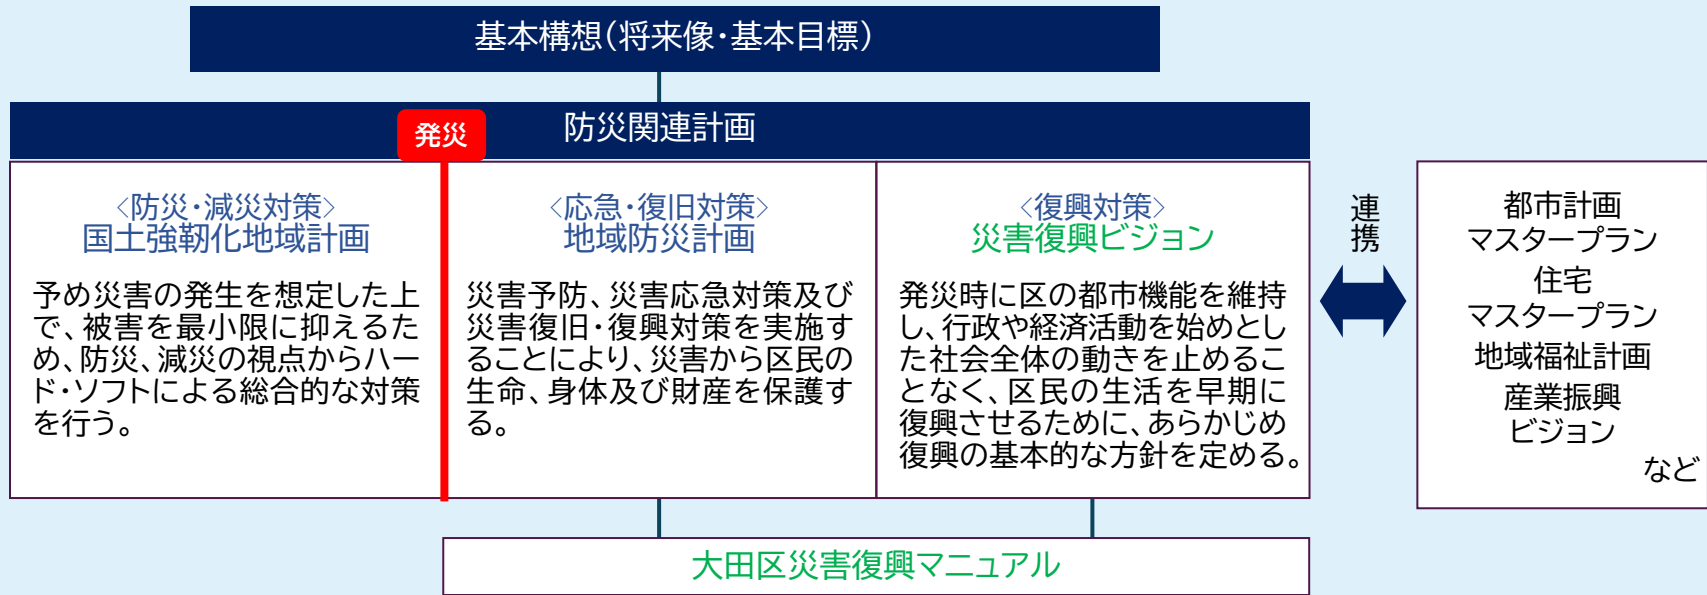 基本構想(将来像・基本目標)
防災関連計画
発災
<防災・減災対策>
国土強靭化地域計画
予め災害の発生を想定した上
で、被害を最小限に抑えるた
め、防災、減災の視点からハー
ド・ソフトによる総合的な対策
を行う。
<応急・復旧対策>
地域防災計画
災害予防、災害応急対策及び
災害復旧・復興対策を実施す
ることにより、災害から区民の
生命、身体及び財産を保護す
る。
<復興対策>
災害復興ビジョン
発災時に区の都市機能を維持
し、行政や経済活動を始めとし
た社会全体の動きを止めるこ
となく、区民の生活を早期に
復興させるために、あらかじめ
復興の基本的な方針を定める。
連携
都市計画
マスタープラン
住宅
マスタープラン
地域福祉計画
産業振興
ビジョン
など
大田区災害復興マニュアル